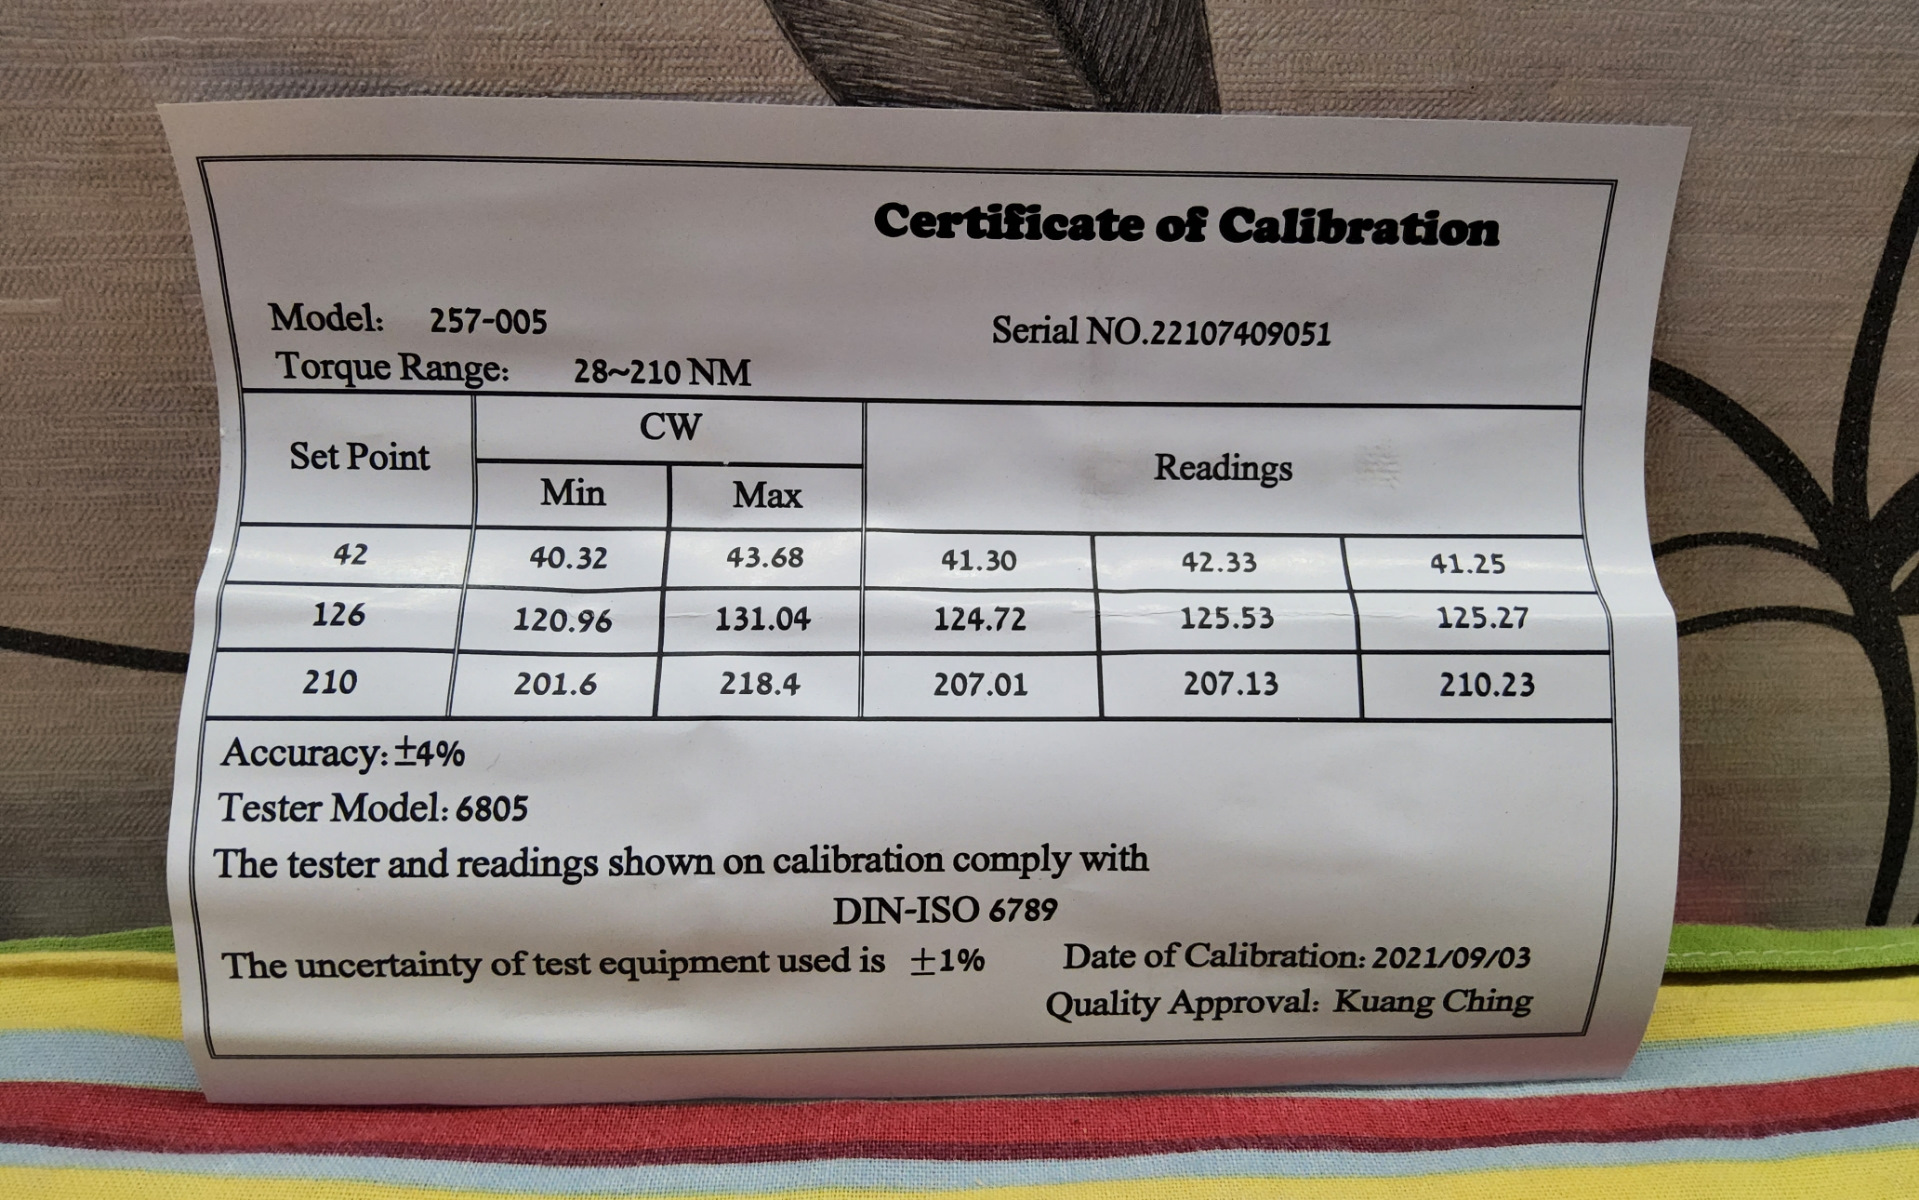 Certificate of Calibration
Model: 257-005 Serial NO.22107409051
Torque Range: 28~210 NM
Set Point CW Readings
Min Max
42 40.32 43.68 41.30 42.33 41.25
126 120.96 131.04 124.72 125.53 125.27
210 201.6 218.4 207.01 207.13 210.23
Accuracy: ±4%
Tester Model: 6805
The tester and readings shown on calibration comply with
DIN-ISO 6789
The uncertainty of test equipment used is ±1% Date of Calibration: 2021/09/03
Quality Approval: Kuang Ching